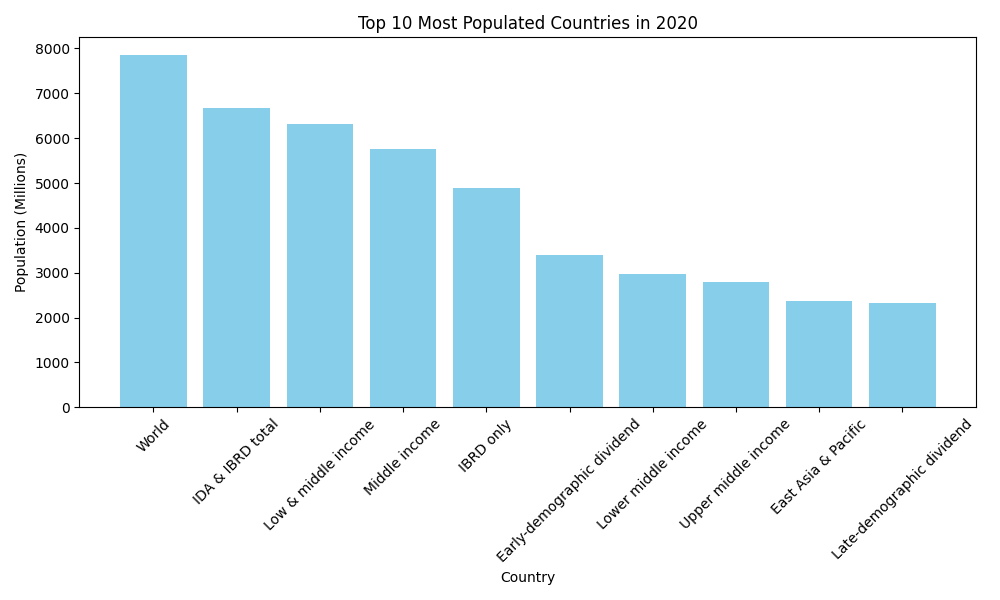 Top 10 Most Populated Countries in 2020
Population (Millions)
8000
7000
6000
5000
4000
3000
2000
1000
0
World
IDA & IBRD total
Low & middle income
Middle income
IBRD only
Early-demographic dividend
Lower middle income
Upper middle income
East Asia & Pacific
Late-demographic dividend
Country